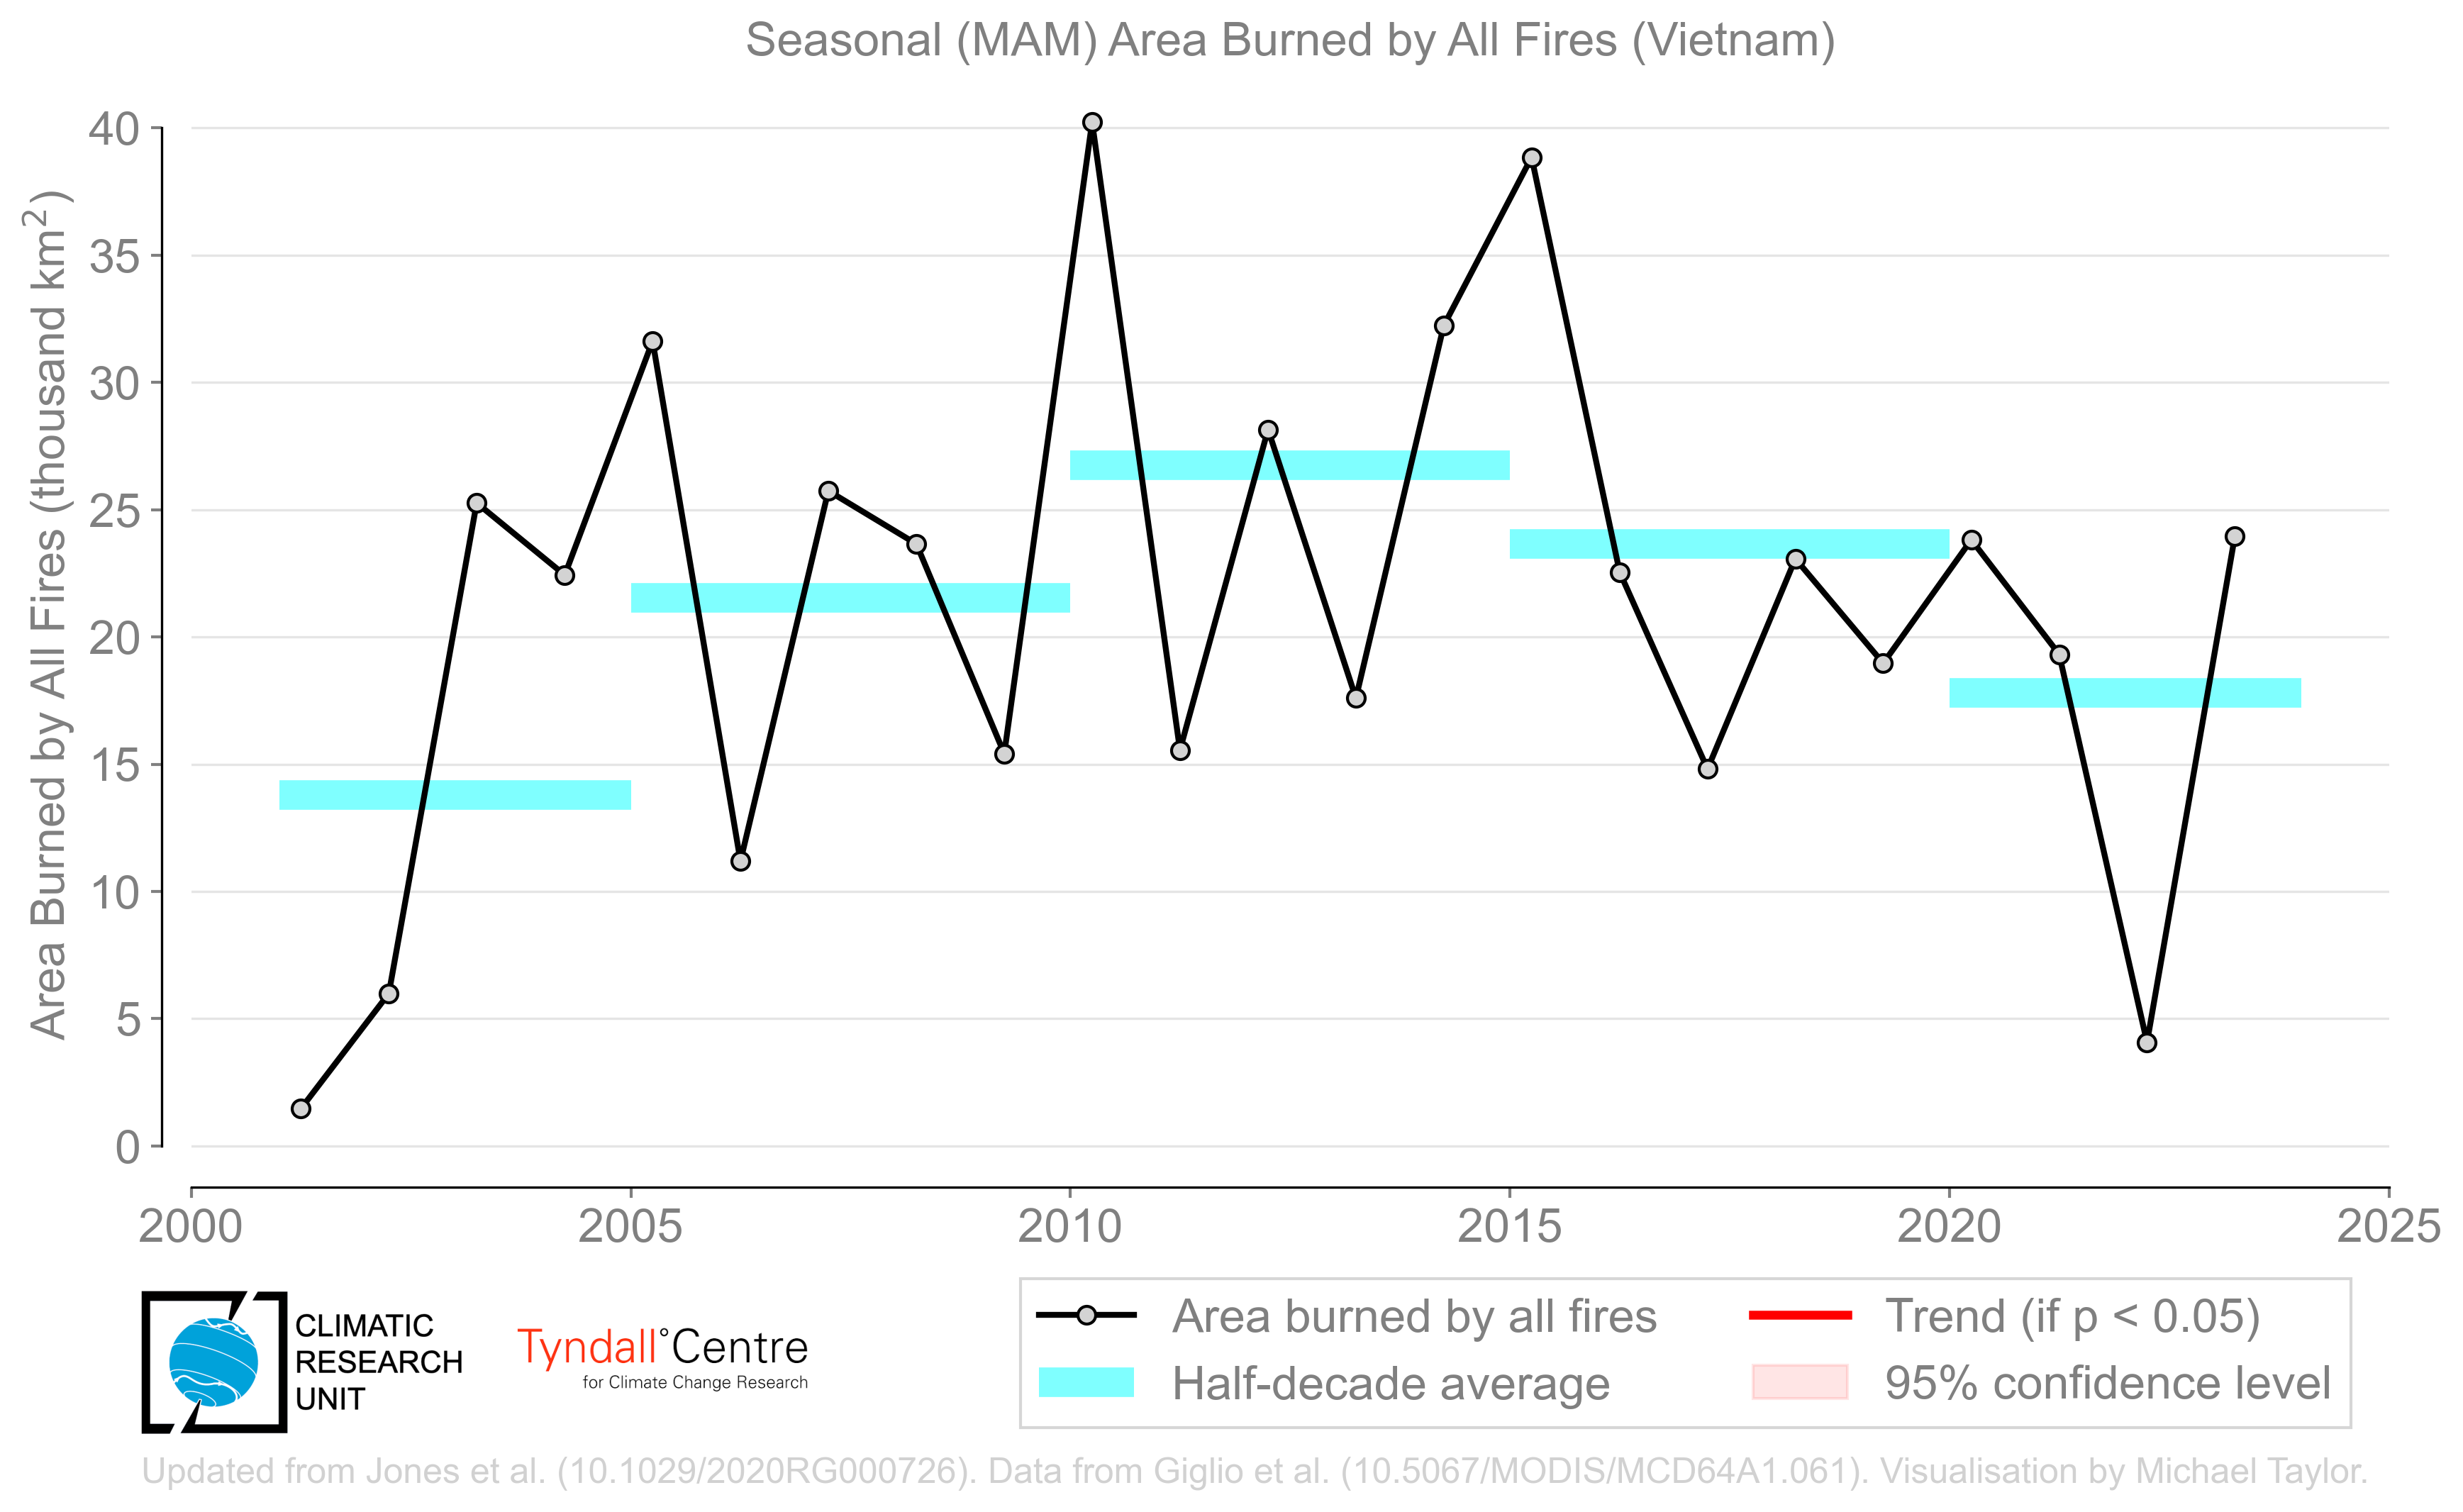 Seasonal (MAM) Area Burned by All Fires (Vietnam)
Area Burned by All Fires (thousand km²)
40
35
30
25
20
15
10
5
0
2000 2005 2010 2015 2020 2025
CLIMATIC
RESEARCH
UNIT
Tyndall°Centre
for Climate Change Research
Area burned by all fires
Half-decade average
Trend (if p < 0.05)
95% confidence level
Updated from Jones et al. (10.1029/2020RG000726). Data from Giglio et al. (10.5067/MODIS/MCD64A1.061). Visualisation by Michael Taylor.